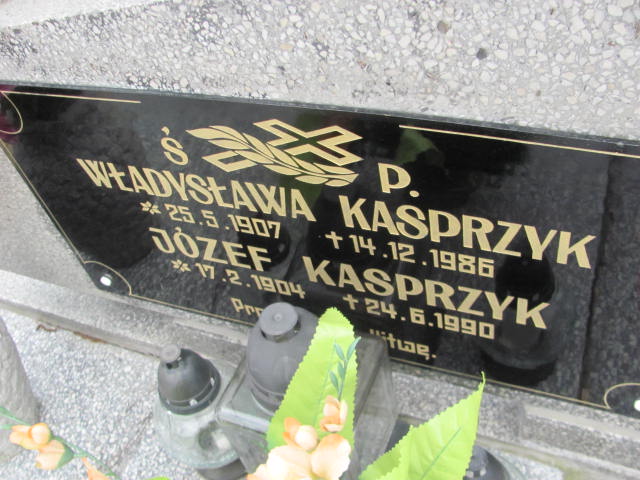 Ś P.
WŁADYSŁAWA KASPRZYK
* 25.5.1907 † 14.12.1986
JÓZEF KASPRZYK
* 17.2.1904 † 24.6.1990